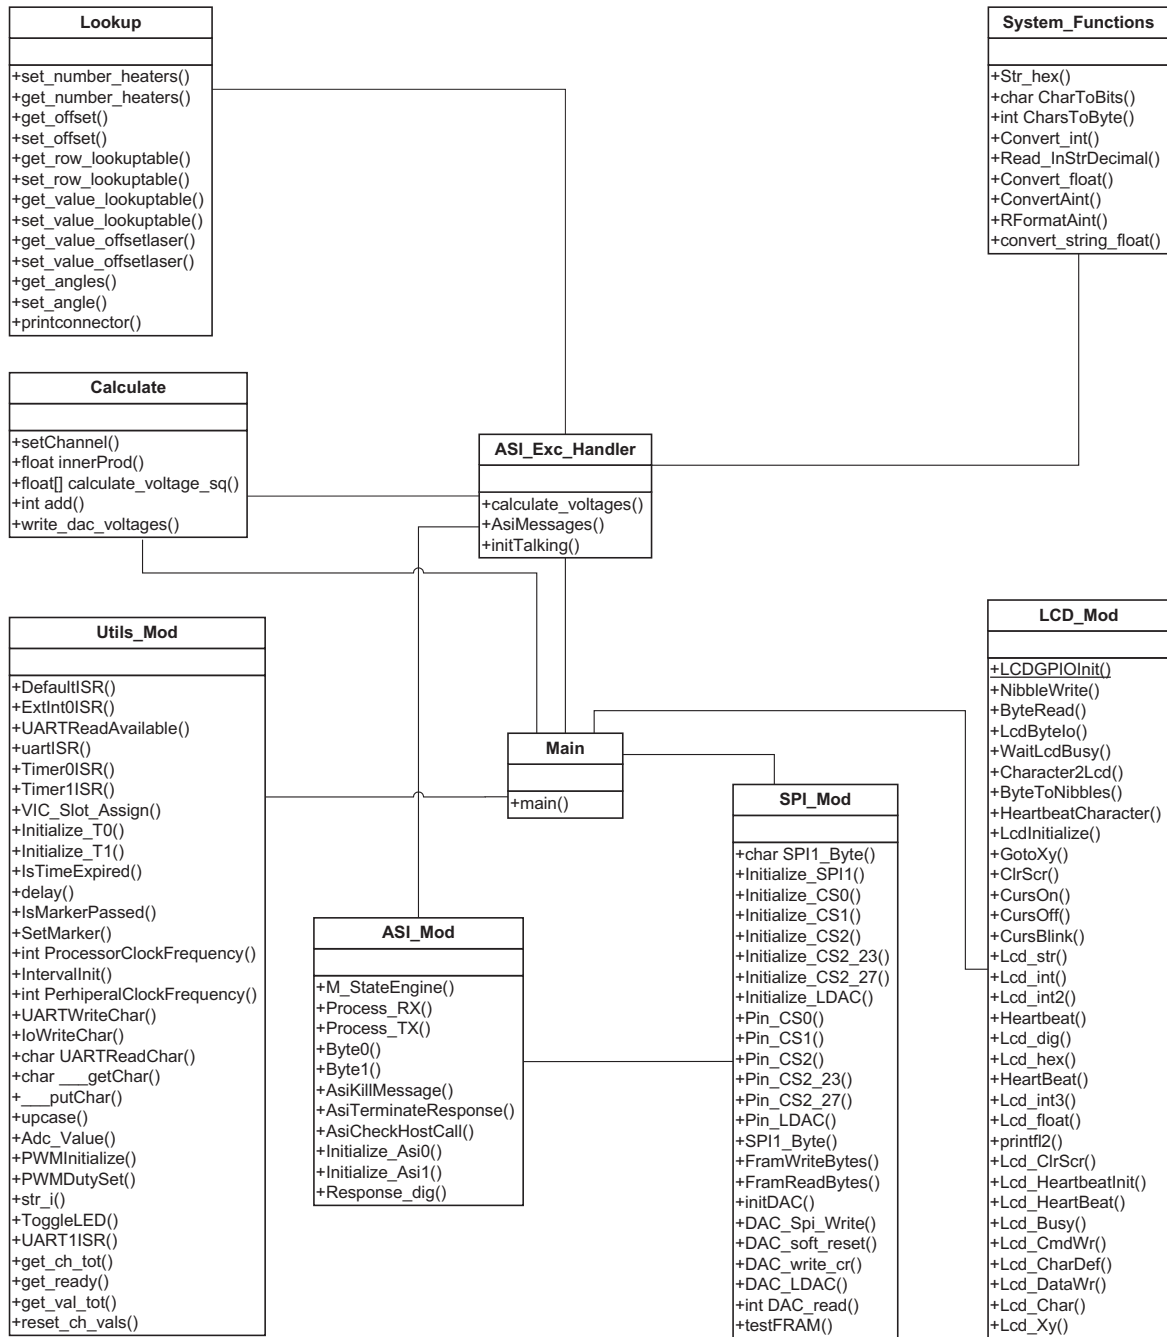 Lookup
+set_number_heaters()
+get_number_heaters()
+get_offset()
+set_offset()
+get_row_lookuptable()
+set_row_lookuptable()
+get_value_lookuptable()
+set_value_lookuptable()
+get_value_offsetlaser()
+set_value_offsetlaser()
+get_angles()
+set_angle()
+printconnector()
System_Functions
+Str_hex()
+char CharToBits()
+int CharsToByte()
+Convert_int()
+Read_InStrDecimal()
+Convert_float()
+ConvertAint()
+RFormatAint()
+convert_string_float()
Calculate
+setChannel()
+float innerProd()
+float[] calculate_voltage_sq()
+int add()
+write_dac_voltages()
ASI_Exc_Handler
+calculate_voltages()
+AsiMessages()
+initTalking()
Utils_Mod
+DefaultISR()
+ExtInt0ISR()
+UARTReadAvailable()
+uartISR()
+Timer0ISR()
+Timer1ISR()
+VIC_Slot_Assign()
+Initialize_T0()
+Initialize_T1()
+IsTimeExpired()
+delay()
+IsMarkerPassed()
+SetMarker()
+int ProcessorClockFrequency()
+IntervalInit()
+int PerhiperalClockFrequency()
+UARTWriteChar()
+IoWriteChar()
+char UARTReadChar()
+char ___getChar()
+___putChar()
+upcase()
+Adc_Value()
+PWMInitialize()
+PWMDutySet()
+str_i()
+ToggleLED()
+UART1ISR()
+get_ch_tot()
+get_ready()
+get_val_tot()
+reset_ch_vals()
Main
+main()
ASI_Mod
+M_StateEngine()
+Process_RX()
+Process_TX()
+Byte0()
+Byte1()
+AsiKillMessage()
+AsiTerminateResponse()
+AsiCheckHostCall()
+Initialize_Asi0()
+Initialize_Asi1()
+Response_dig()
SPI_Mod
+char SPI1_Byte()
+Initialize_SPI1()
+Initialize_CS0()
+Initialize_CS1()
+Initialize_CS2()
+Initialize_CS2_23()
+Initialize_CS2_27()
+Initialize_LDAC()
+Pin_CS0()
+Pin_CS1()
+Pin_CS2()
+Pin_CS2_23()
+Pin_CS2_27()
+Pin_LDAC()
+SPI1_Byte()
+FramWriteBytes()
+FramReadBytes()
+initDAC()
+DAC_Spi_Write()
+DAC_soft_reset()
+DAC_write_cr()
+DAC_LDAC()
+int DAC_read()
+testFRAM()
LCD_Mod
+LCDGPIOInit()
+NibbleWrite()
+ByteRead()
+LcdByteIo()
+WaitLcdBusy()
+Character2Lcd()
+ByteToNibbles()
+HeartbeatCharacter()
+LcdInitialize()
+GotoXy()
+ClrScr()
+CursOn()
+CursOff()
+CursBlink()
+Lcd_str()
+Lcd_int()
+Lcd_int2()
+Heartbeat()
+Lcd_dig()
+Lcd_hex()
+HeartBeat()
+Lcd_int3()
+Lcd_float()
+printfl2()
+Lcd_ClrScr()
+Lcd_HeartbeatInit()
+Lcd_HeartBeat()
+Lcd_Busy()
+Lcd_CmdWr()
+Lcd_CharDef()
+Lcd_DataWr()
+Lcd_Char()
+Lcd_Xy()